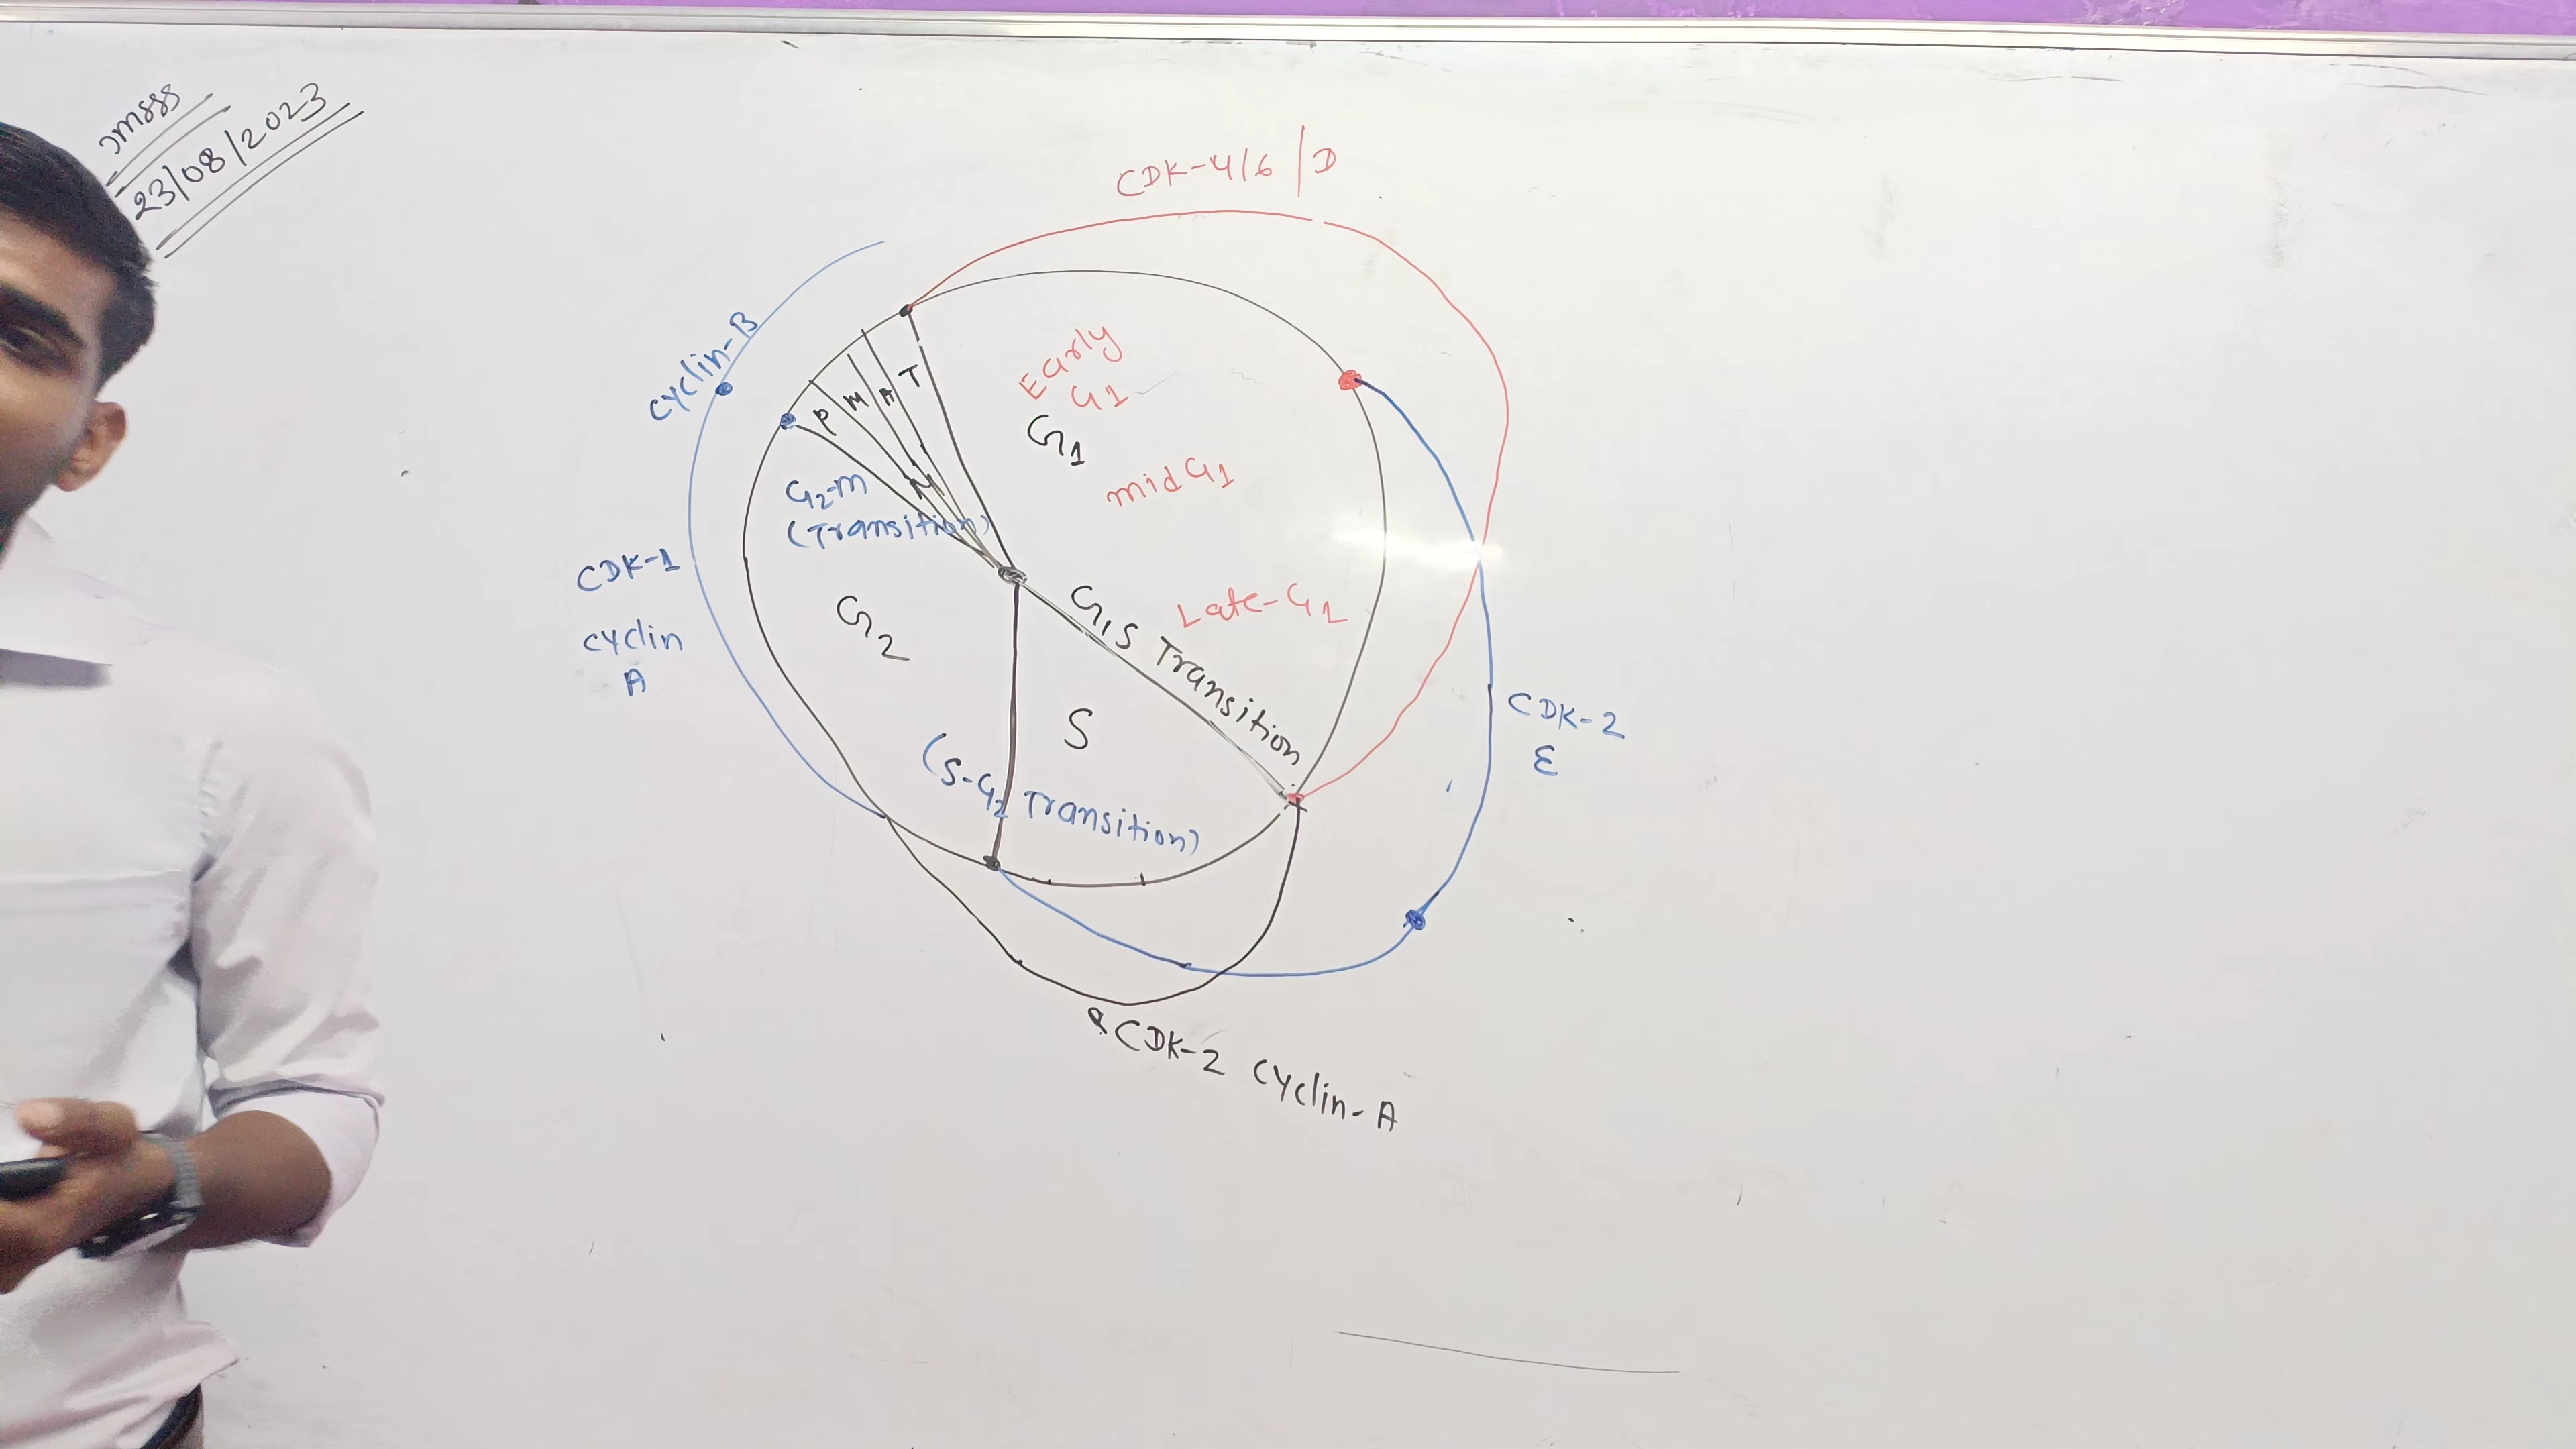 Jmsss
23/08/2023
CDK-4/6 / D
Cyclin-B
P
M
A
T
M
Early
G1
G1
mid G1
Late-G1
G2-M
(Transition)
G1S Transition
CDK-1
Cyclin
A
G2
S
(S-G2 Transition)
CDK-2
E
CDK-2 Cyclin-A